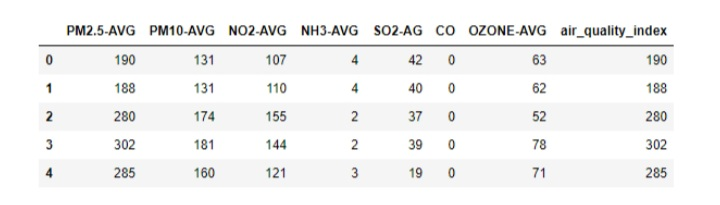 PM2.5-AVG PM10-AVG NO2-AVG NH3-AVG SO2-AG CO OZONE-AVG air_quality_index
0 190 131 107 4 42 0 63 190
1 188 131 110 4 40 0 62 188
2 280 174 155 2 37 0 52 280
3 302 181 144 2 39 0 78 302
4 285 160 121 3 19 0 71 285